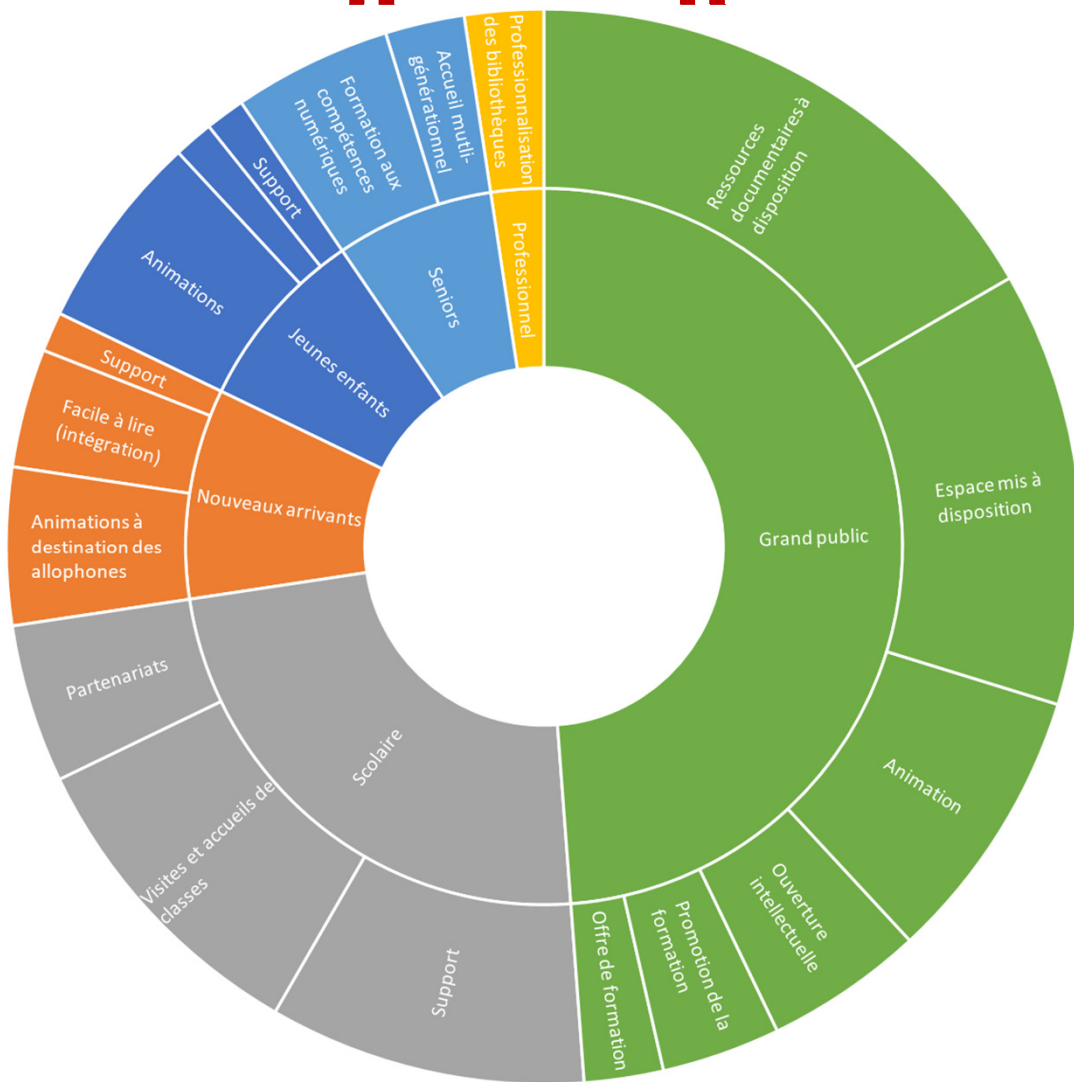 Professionnalisation
des bibliothèques
Accueil mutli-
générationnel
Formation aux
compétences
numériques
Support
Animations
Support
Facile à lire
(intégration)
Animations à
destination des
allophones
Partenariats
Visites et accueils de
classes
Support
Offre de formation
Promotion de la
formation
Ouverture
intellectuelle
Animation
Espace mis à
disposition
Ressources
documentaires à
disposition
Professionnel
Seniors
Jeunes enfants
Nouveaux arrivants
Scolaire
Grand public